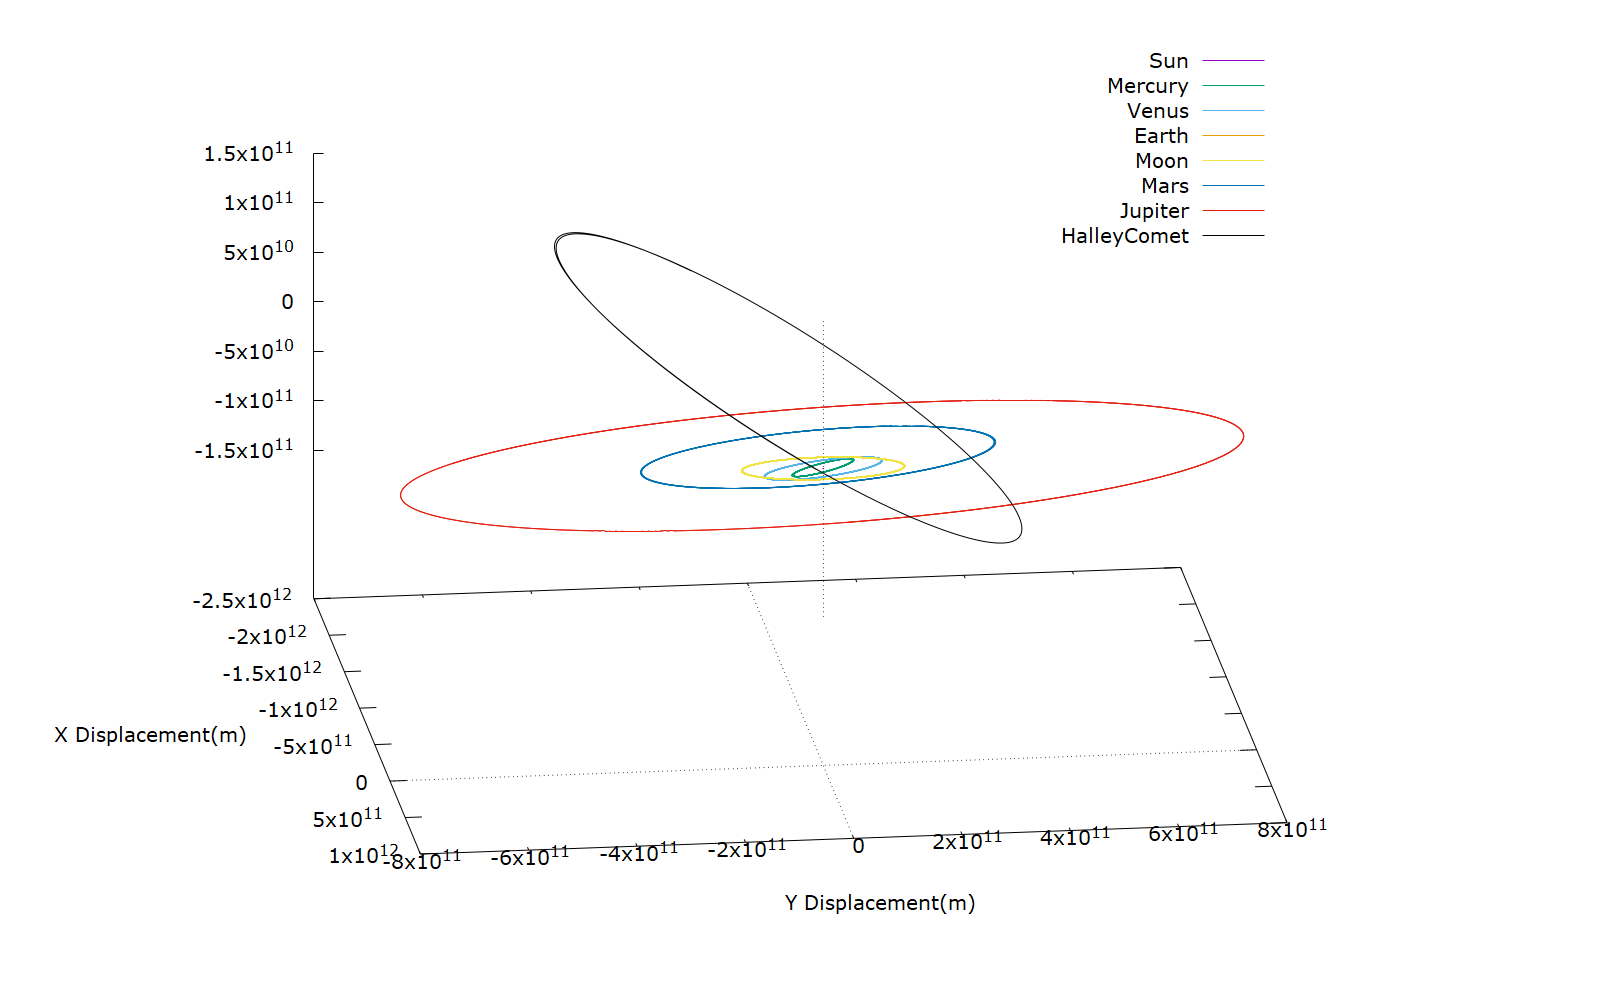 Sun
Mercury
Venus
Earth
Moon
Mars
Jupiter
HalleyComet
1.5x10^11
1x10^11
5x10^10
0
-5x10^10
-1x10^11
-1.5x10^11
-2.5x10^12
-2x10^12
-1.5x10^12
-1x10^12
-5x10^11
0
5x10^11
1x10^12
X Displacement(m)
-8x10^11
-6x10^11
-4x10^11
-2x10^11
0
2x10^11
4x10^11
6x10^11
8x10^11
Y Displacement(m)